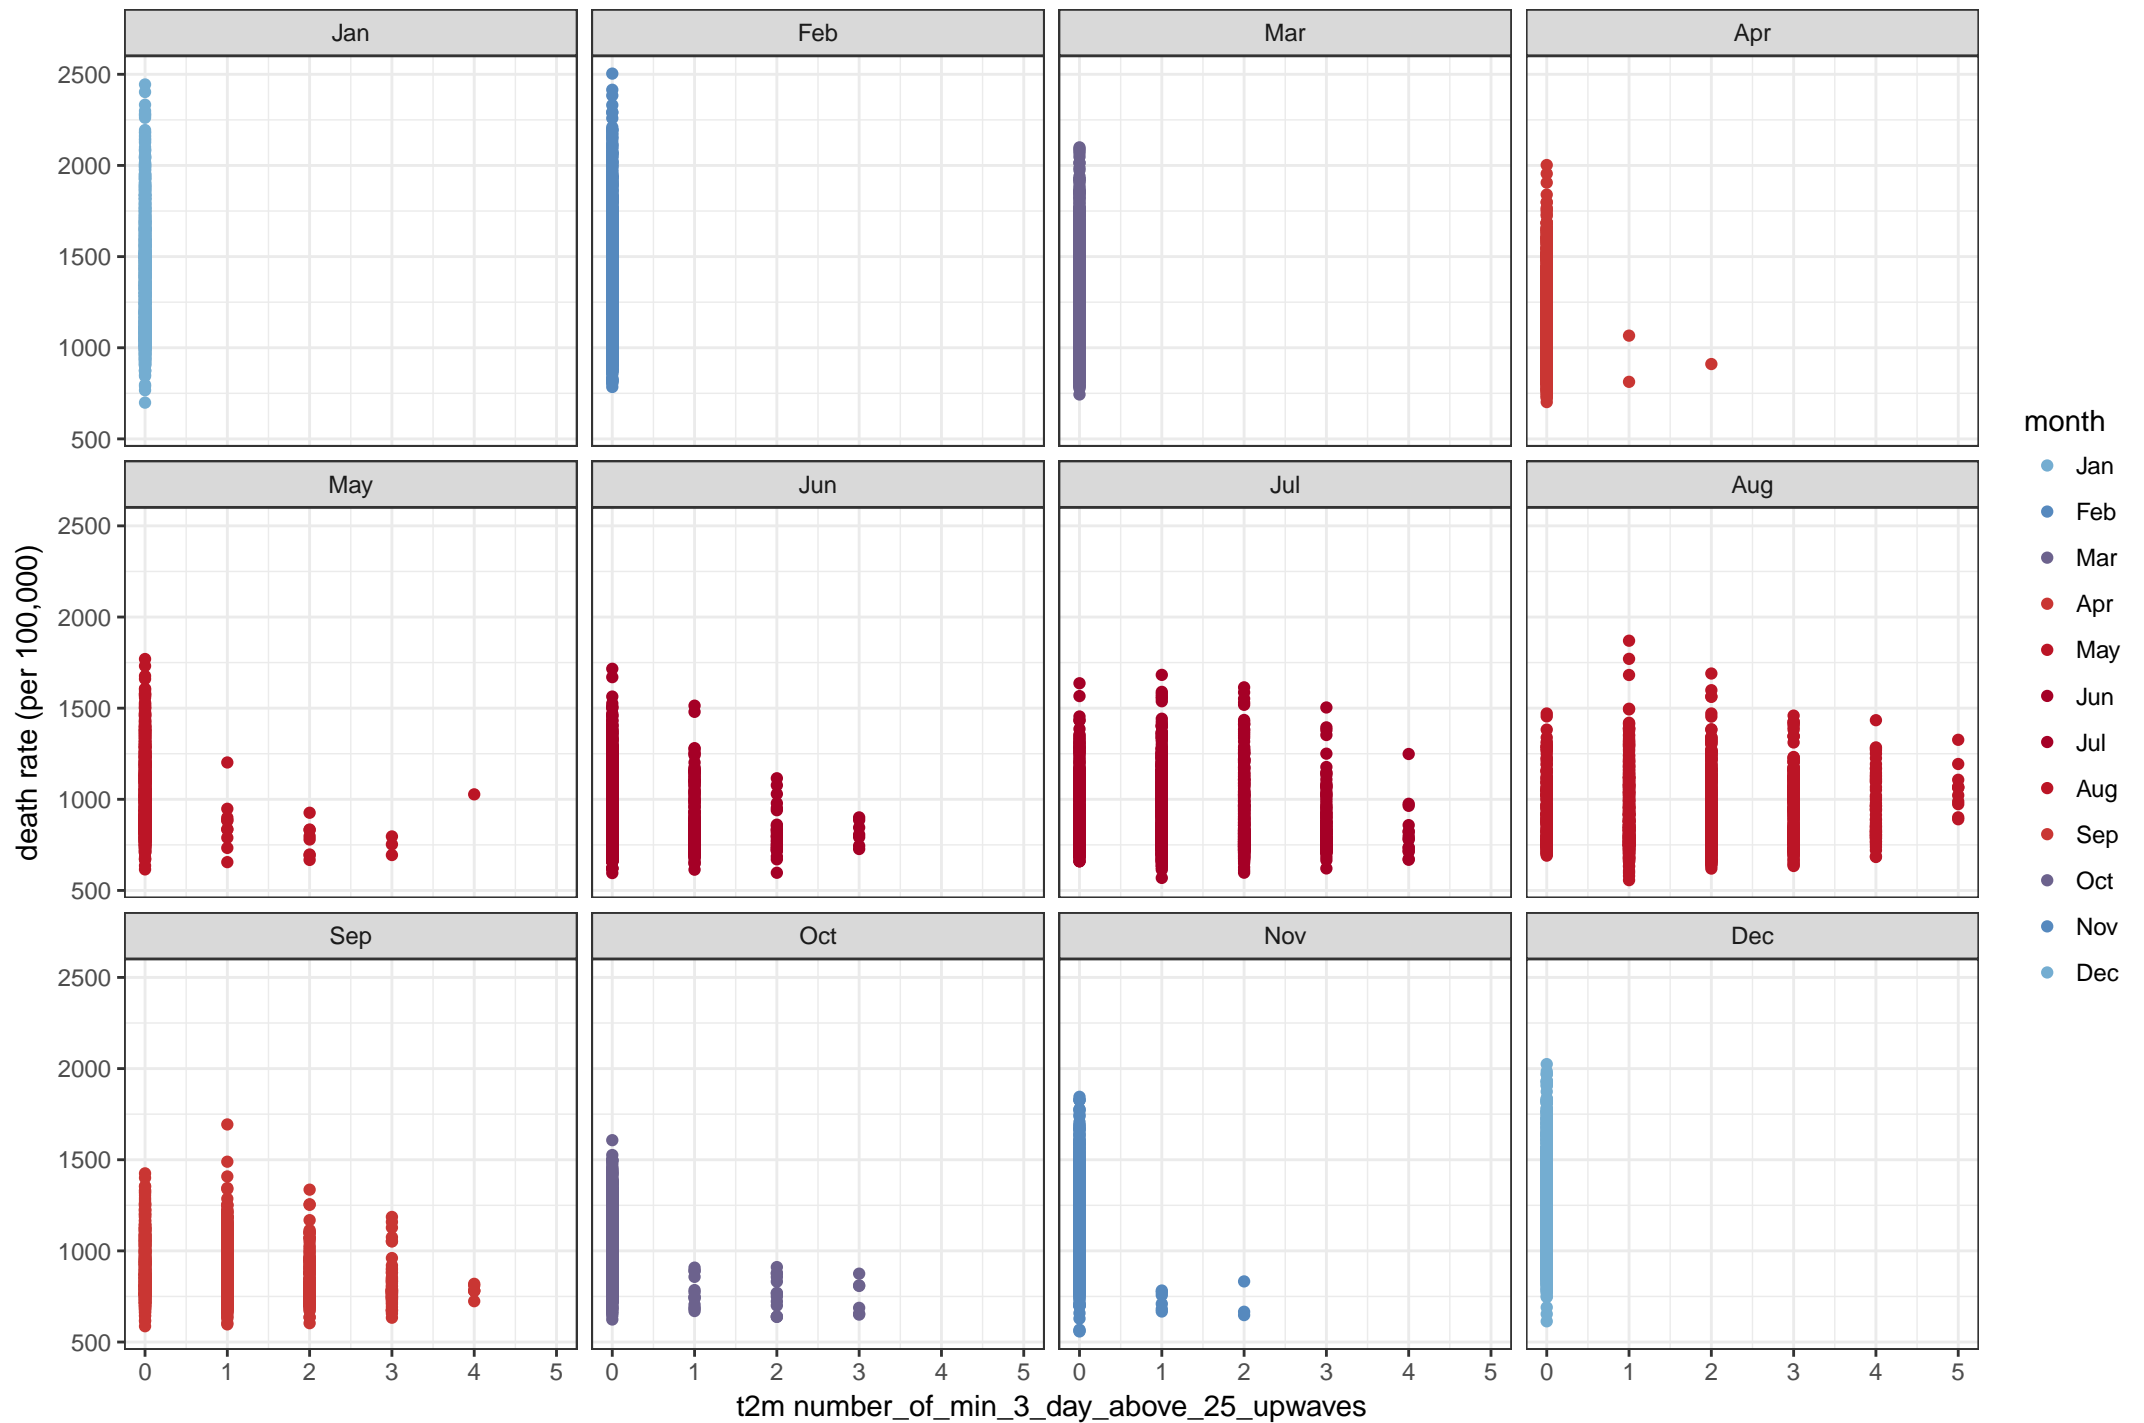 Jan Feb Mar Apr
2500
2000
1500
1000
500
May Jun Jul Aug
2500
2000
1500
1000
500
Sep Oct Nov Dec
2500
2000
1500
1000
500
0 1 2 3 4 5 0 1 2 3 4 5 0 1 2 3 4 5 0 1 2 3 4 5
t2m number_of_min_3_day_above_25_upwaves
death rate (per 100,000)
month
Jan
Feb
Mar
Apr
May
Jun
Jul
Aug
Sep
Oct
Nov
Dec